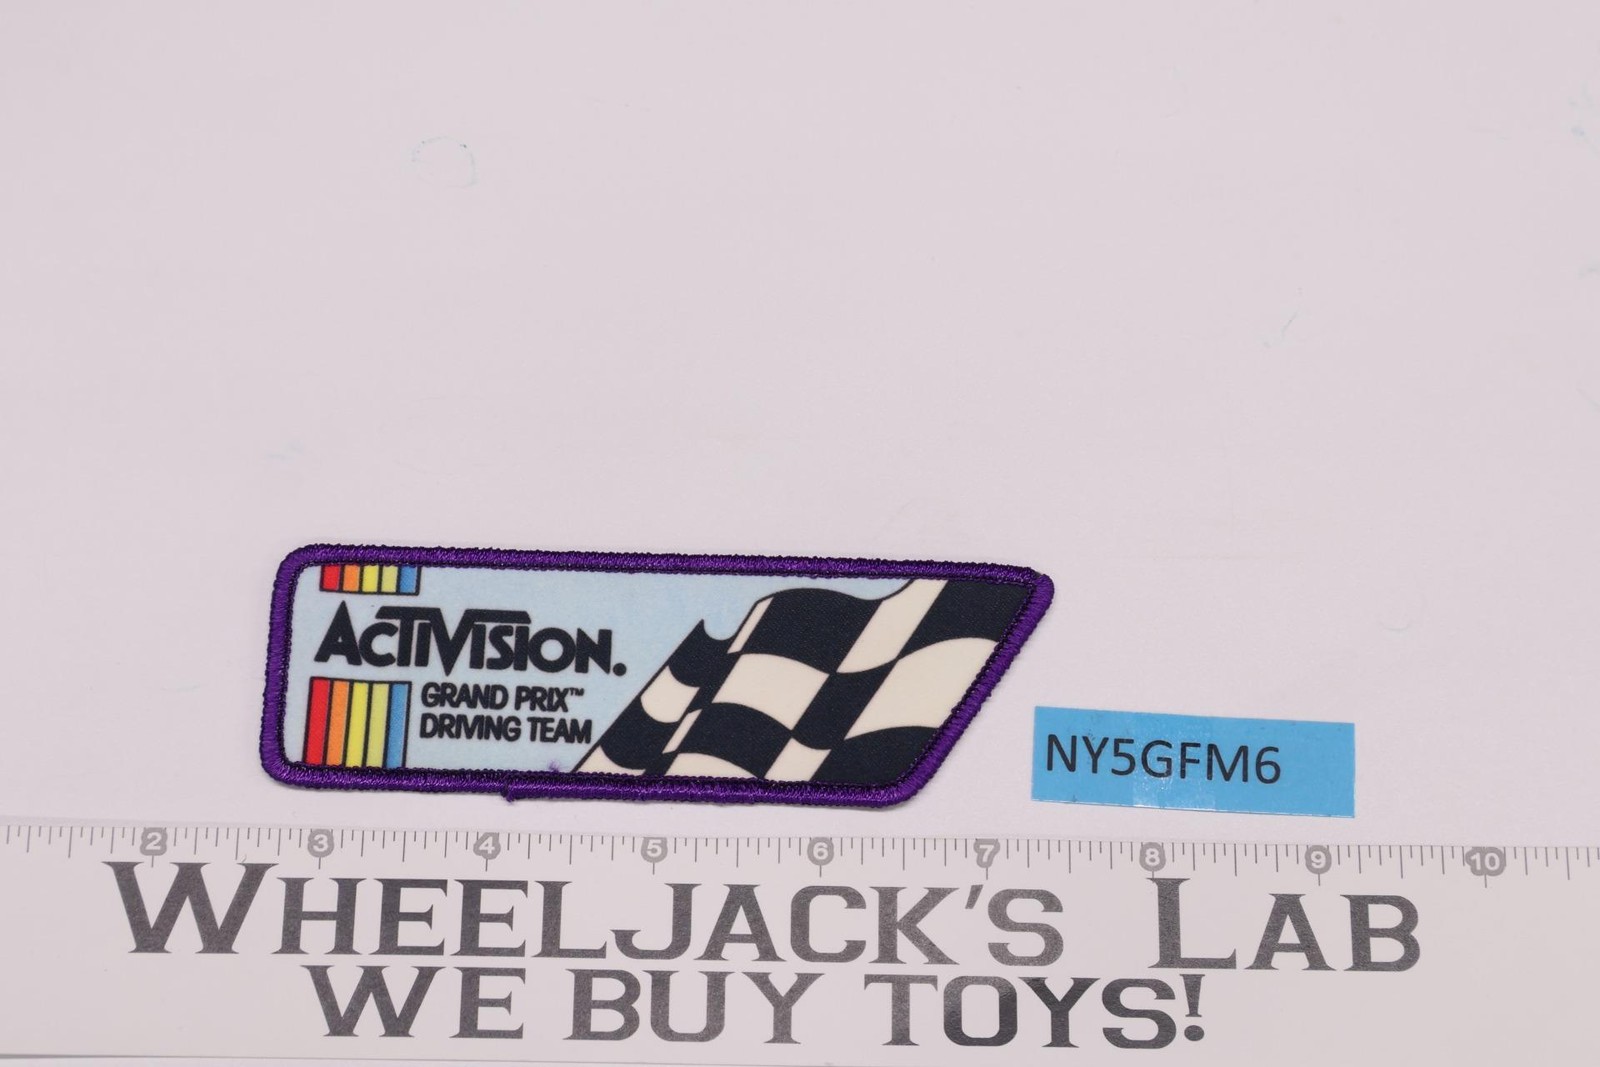 ACTIVISION.
GRAND PRIX™
DRIVING TEAM
NY5GFM6
2 3 4 5 6 7 8 9 10
WHEELJACK'S LAB
WE BUY TOYS!